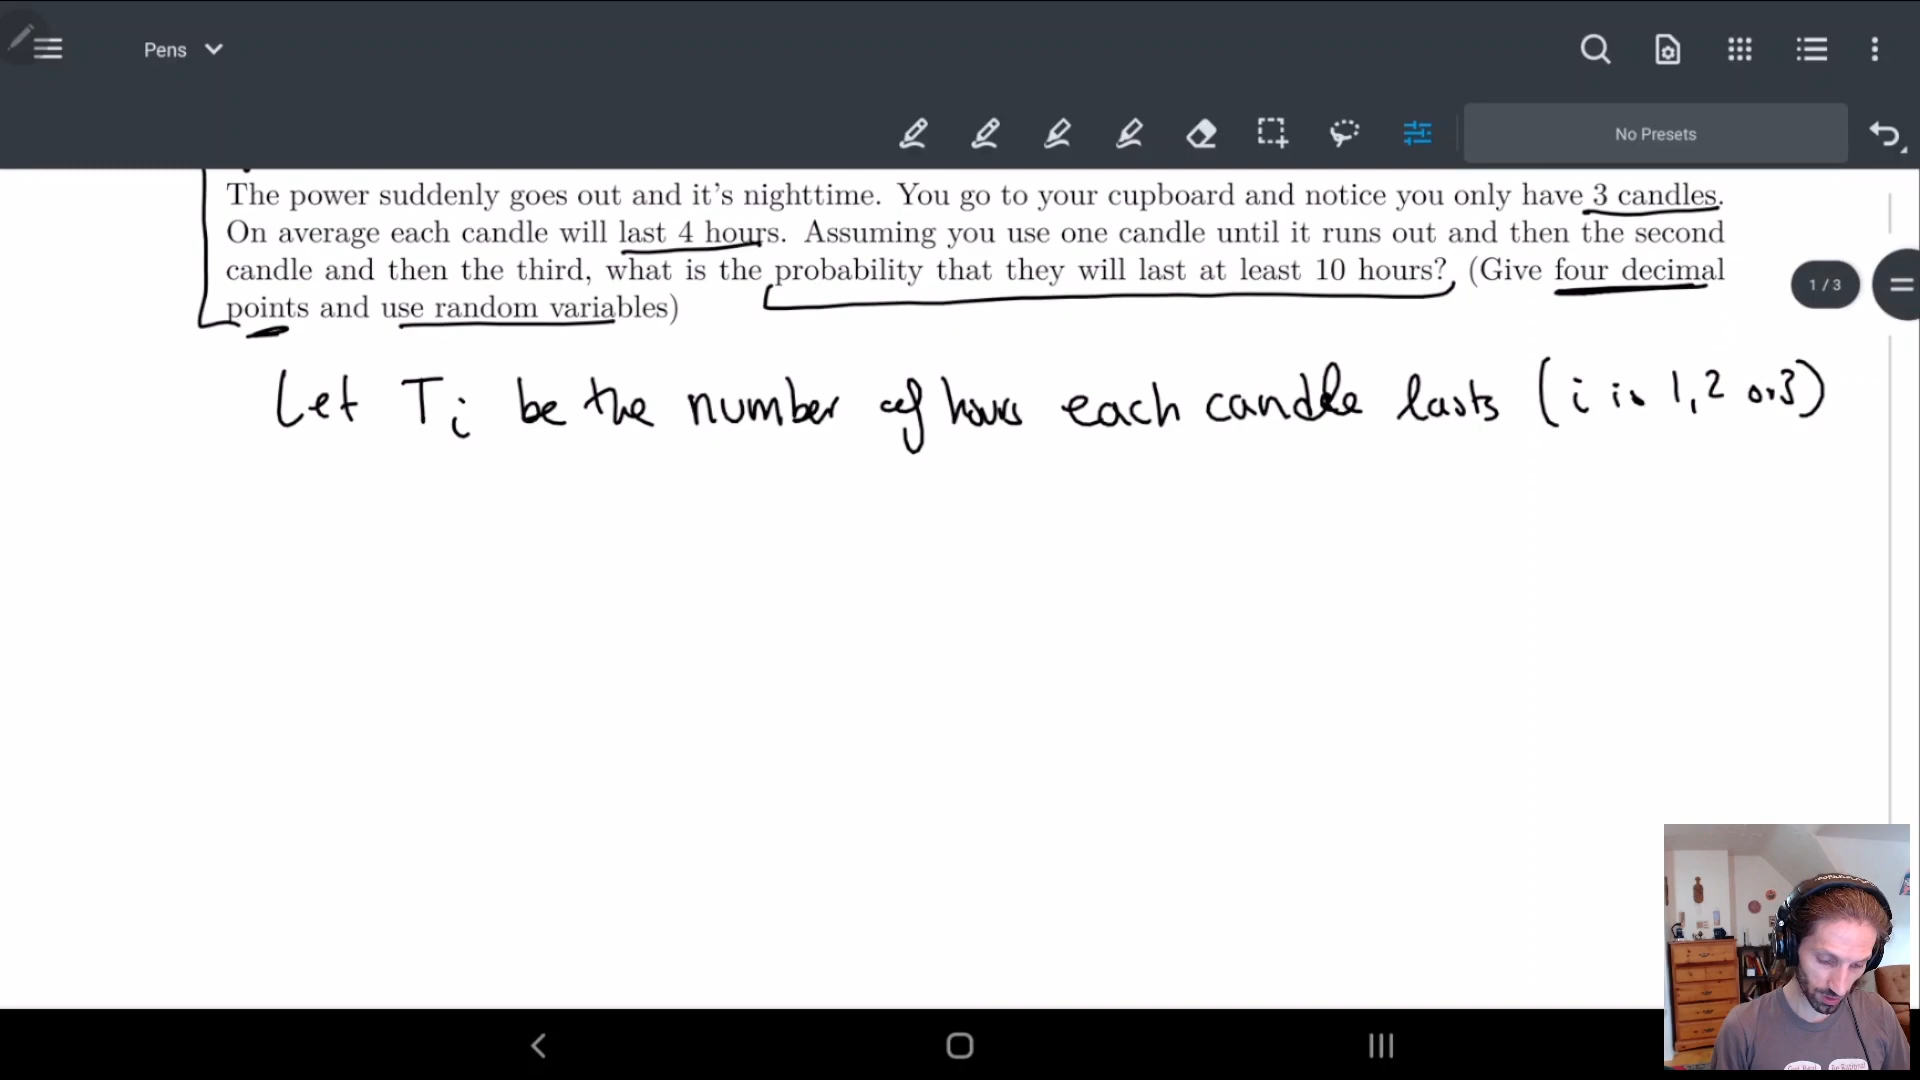 Pens
No Presets
The power suddenly goes out and it's nighttime. You go to your cupboard and notice you only have 3 candles.
On average each candle will last 4 hours. Assuming you use one candle until it runs out and then the second
candle and then the third, what is the probability that they will last at least 10 hours? (Give four decimal
points and use random variables)
1 / 3
Let Ti be the number of hours each candle lasts (i is 1,2 or 3)